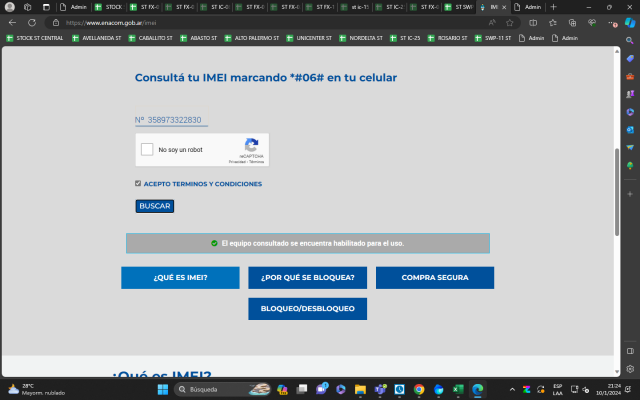 Admin
STOCK
ST FX-
ST FX-
ST IC-
ST FX-
ST FX-
ST FX-
ST FX-
st ic-1
ST IC-2
ST FX-
ST SWP
IMEI
Admin
https://www.enacom.gob.ar/imei
STOCK ST CENTRAL
AVELLANEDA ST
CABALLITO ST
ABASTO ST
ALTO PALERMO ST
UNICENTER ST
NORDELTA ST
ST IC-25
ROSARIO ST
SWP-11 ST
Admin
Admin
Consultá tu IMEI marcando *#06# en tu celular
Nº 358973322830
No soy un robot
reCAPTCHA
Privacidad - Términos
ACEPTO TERMINOS Y CONDICIONES
BUSCAR
El equipo consultado se encuentra habilitado para el uso.
¿QUÉ ES IMEI?
¿POR QUÉ SE BLOQUEA?
COMPRA SEGURA
BLOQUEO/DESBLOQUEO
¿Qué es IMEI?
28°C
Mayorm. nublado
Búsqueda
ESP
LAA
21:24
10/1/2024